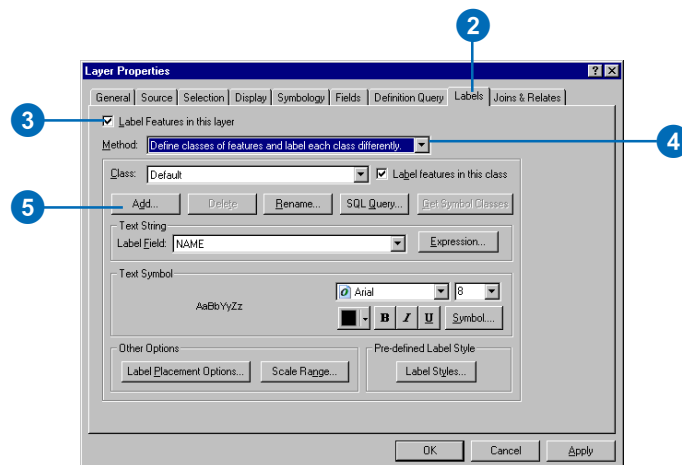 2
Layer Properties
General Source Selection Display Symbology Fields Definition Query Labels Joins & Relates
3
Label Features in this layer
Method: Define classes of features and label each class differently.
4
Class: Default Label features in this class
5
Add... Delete Rename... SQL Query... Get Symbol Classes
Text String
Label Field: NAME Expression...
Text Symbol
AaBbYyZz
Arial 8
B I U Symbol...
Other Options Pre-defined Label Style
Label Placement Options... Scale Range... Label Styles...
OK Cancel Apply